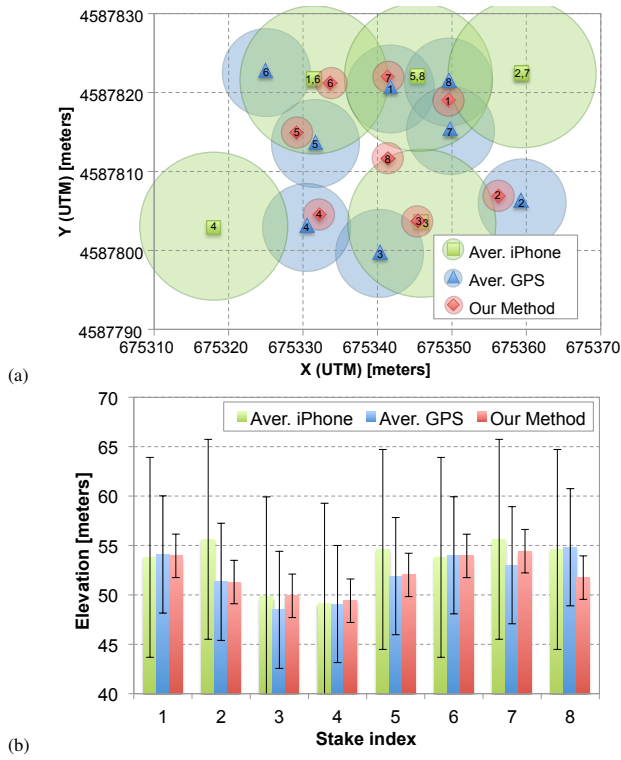 4587830
4587820
4587810
4587800
4587790
Y (UTM) [meters]
6
1,6
6
7
1
5,8
8
1
2,7
5
5
7
8
4
4
4
3
3
3
2
2
Aver. iPhone
Aver. GPS
Our Method
675310 675320 675330 675340 675350 675360 675370
X (UTM) [meters]
(a)
70
65
60
55
50
45
40
Elevation [meters]
Aver. iPhone Aver. GPS Our Method
1 2 3 4 5 6 7 8
Stake index
(b)